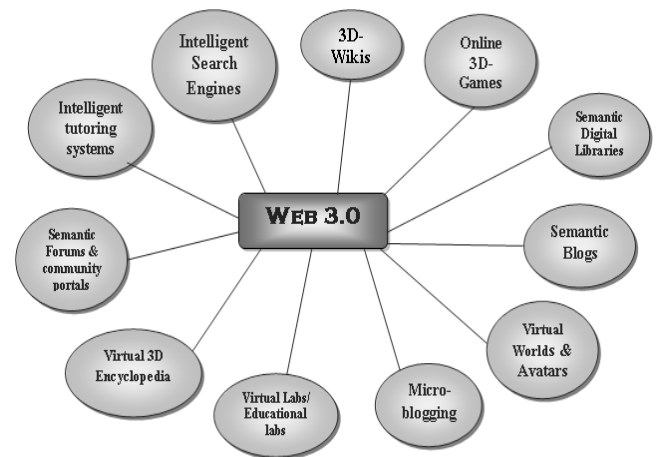 Intelligent
Search
Engines
3D-
Wikis
Online
3D-
Games
Intelligent
tutoring
systems
Semantic
Digital
Libraries
WEB 3.0
Semantic
Forums &
community
portals
Semantic
Blogs
Virtual 3D
Encyclopedia
Virtual Labs/
Educational
labs
Micro-
blogging
Virtual
Worlds &
Avatars